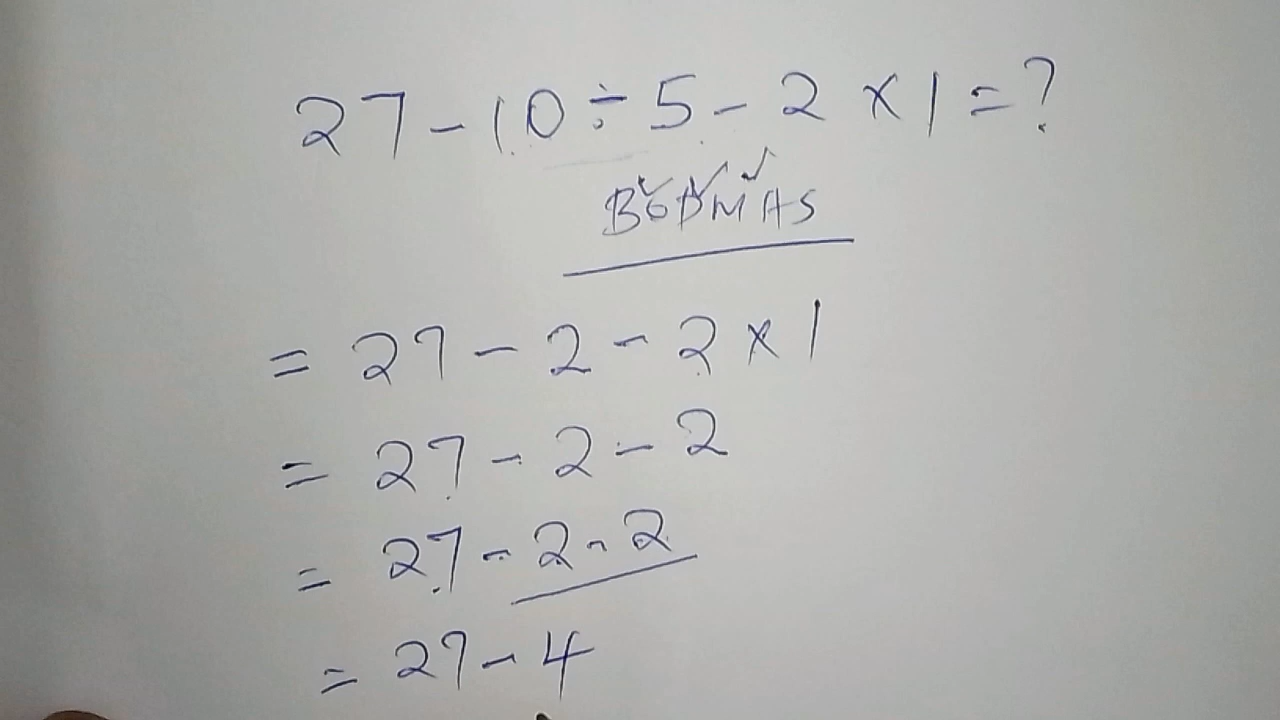 27 - 10 ÷ 5 - 2 × 1 = ?
BODMAS
= 27 - 2 - 2 × 1
= 27 - 2 - 2
= 27 - 2 - 2
= 27 - 4